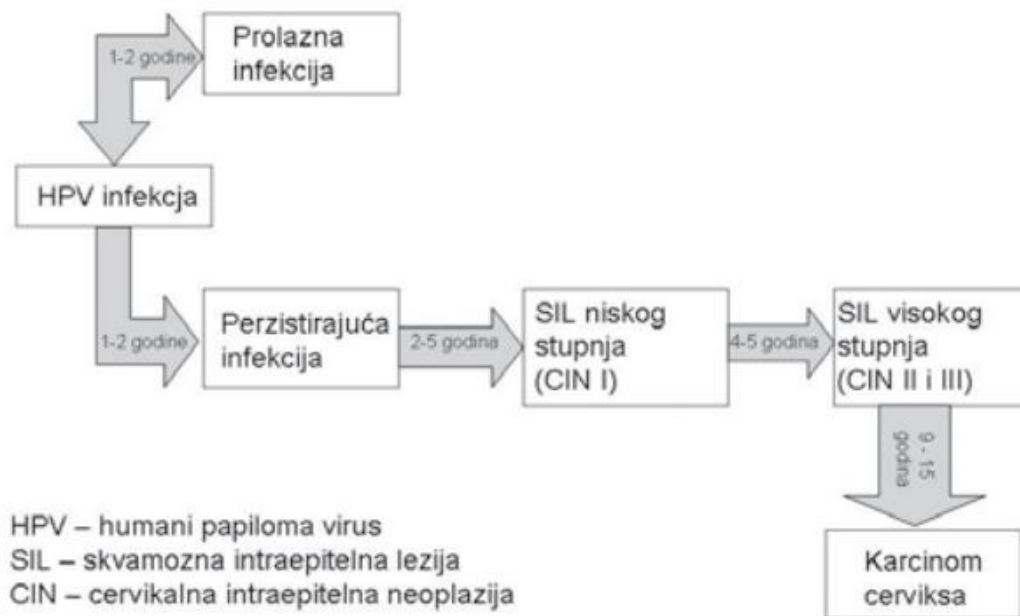 1-2 godine
Prolazna
infekcija
HPV infekcja
1-2 godine
Perzistirajuća
infekcija
2-5 godina
SIL niskog
stupnja
(CIN I)
4-5 godina
SIL visokog
stupnja
(CIN II i III)
9 - 15
godina
Karcinom
cerviksa
HPV – humani papiloma virus
SIL – skvamozna intraepitelna lezija
CIN – cervikalna intraepitelna neoplazija